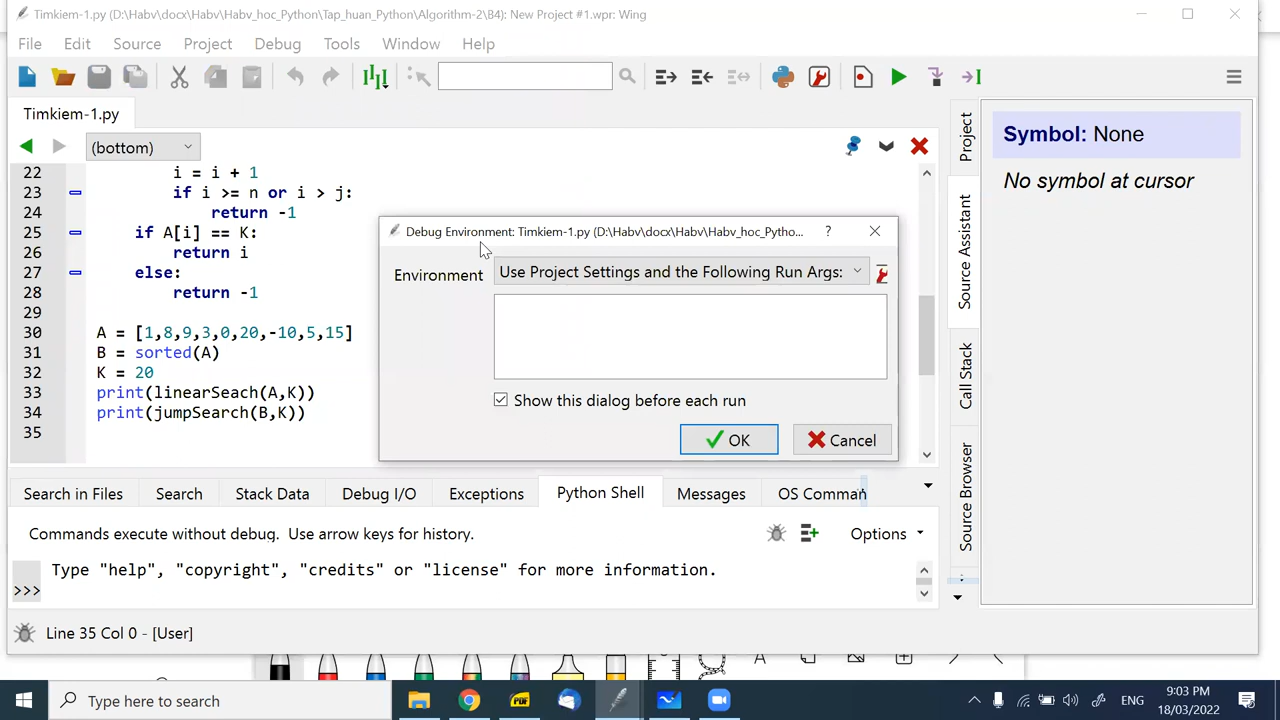 Timkiem-1.py (D:\Habv\docx\Habv\Habv_hoc_Python\Tap_huan_Python\Algorithm-2\B4): New Project #1.wpr: Wing
File Edit Source Project Debug Tools Window Help
Timkiem-1.py
(bottom)
22 i = i + 1
23 if i >= n or i > j:
24 return -1
25 if A[i] == K:
26 return i
27 else:
28 return -1
29
30 A = [1,8,9,3,0,20,-10,5,15]
31 B = sorted(A)
32 K = 20
33 print(linearSeach(A,K))
34 print(jumpSearch(B,K))
35
Debug Environment: Timkiem-1.py (D:\Habv\docx\Habv\Habv_hoc_Pytho...
?
Environment
Use Project Settings and the Following Run Args:
Show this dialog before each run
OK
Cancel
Project
Source Assistant
Call Stack
Source Browser
Symbol: None
No symbol at cursor
Search in Files Search Stack Data Debug I/O Exceptions Python Shell Messages OS Comman
Commands execute without debug. Use arrow keys for history.
Options
Type "help", "copyright", "credits" or "license" for more information.
>>>
Line 35 Col 0 - [User]
Type here to search
PDF
ENG
9:03 PM
18/03/2022